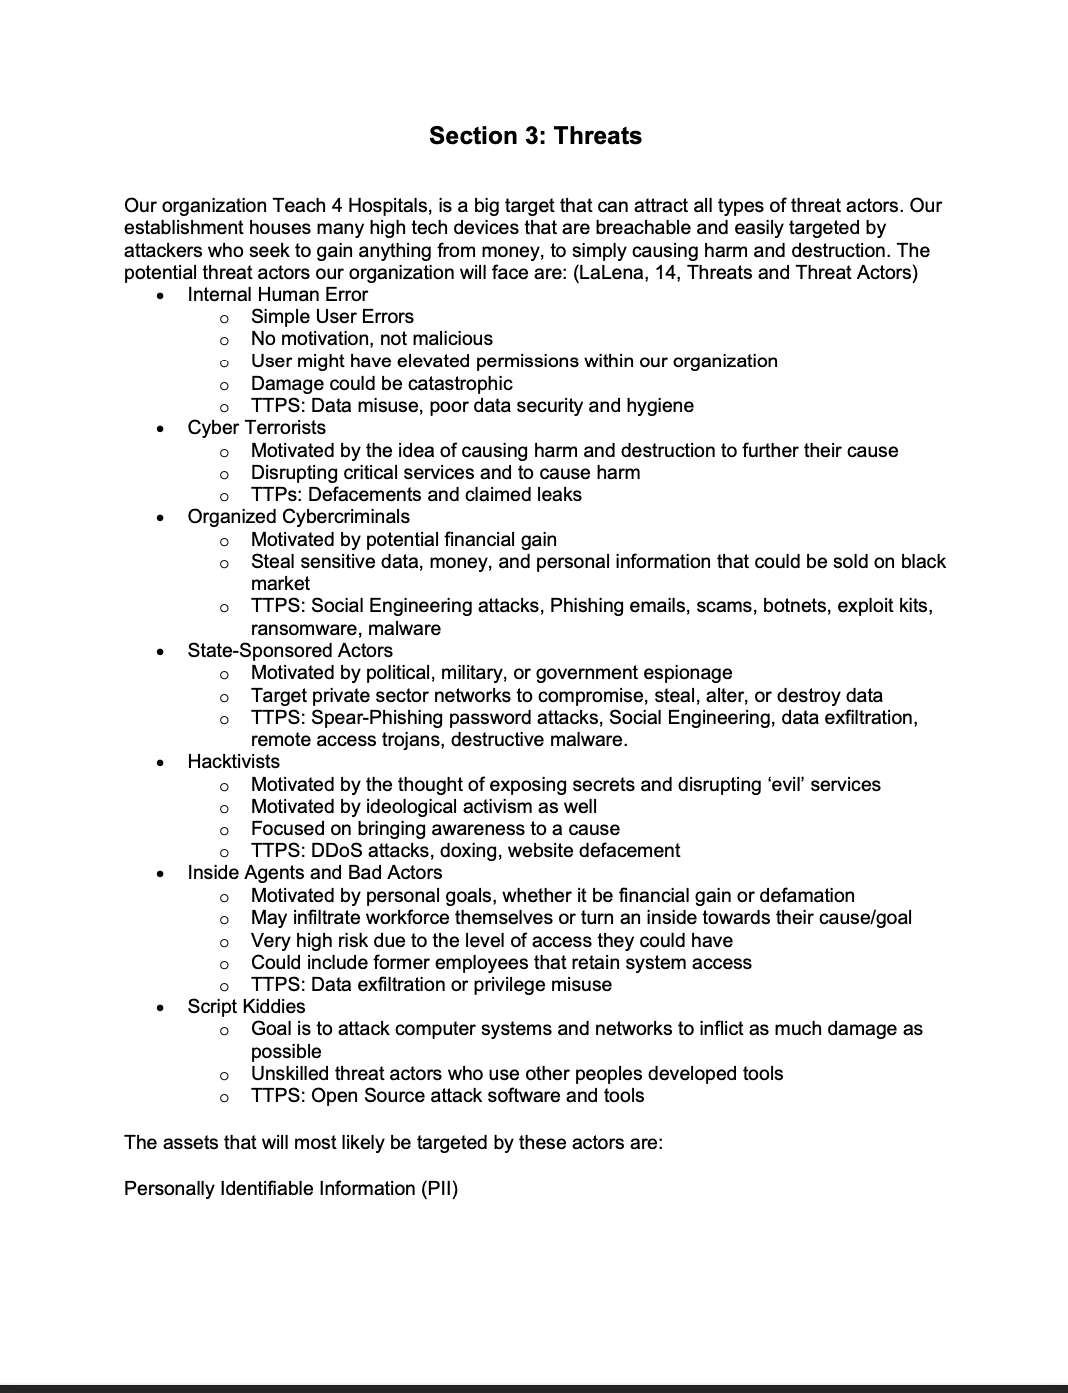 Section 3: Threats
Our organization Teach 4 Hospitals, is a big target that can attract all types of threat actors. Our
establishment houses many high tech devices that are breachable and easily targeted by
attackers who seek to gain anything from money, to simply causing harm and destruction. The
potential threat actors our organization will face are: (LaLena, 14, Threats and Threat Actors)
• Internal Human Error
o Simple User Errors
o No motivation, not malicious
o User might have elevated permissions within our organization
o Damage could be catastrophic
o TTPS: Data misuse, poor data security and hygiene
• Cyber Terrorists
o Motivated by the idea of causing harm and destruction to further their cause
o Disrupting critical services and to cause harm
o TTPs: Defacements and claimed leaks
• Organized Cybercriminals
o Motivated by potential financial gain
o Steal sensitive data, money, and personal information that could be sold on black
market
o TTPS: Social Engineering attacks, Phishing emails, scams, botnets, exploit kits,
ransomware, malware
• State-Sponsored Actors
o Motivated by political, military, or government espionage
o Target private sector networks to compromise, steal, alter, or destroy data
o TTPS: Spear-Phishing password attacks, Social Engineering, data exfiltration,
remote access trojans, destructive malware.
• Hacktivists
o Motivated by the thought of exposing secrets and disrupting ‘evil’ services
o Motivated by ideological activism as well
o Focused on bringing awareness to a cause
o TTPS: DDoS attacks, doxing, website defacement
• Inside Agents and Bad Actors
o Motivated by personal goals, whether it be financial gain or defamation
o May infiltrate workforce themselves or turn an inside towards their cause/goal
o Very high risk due to the level of access they could have
o Could include former employees that retain system access
o TTPS: Data exfiltration or privilege misuse
• Script Kiddies
o Goal is to attack computer systems and networks to inflict as much damage as
possible
o Unskilled threat actors who use other peoples developed tools
o TTPS: Open Source attack software and tools
The assets that will most likely be targeted by these actors are:
Personally Identifiable Information (PII)